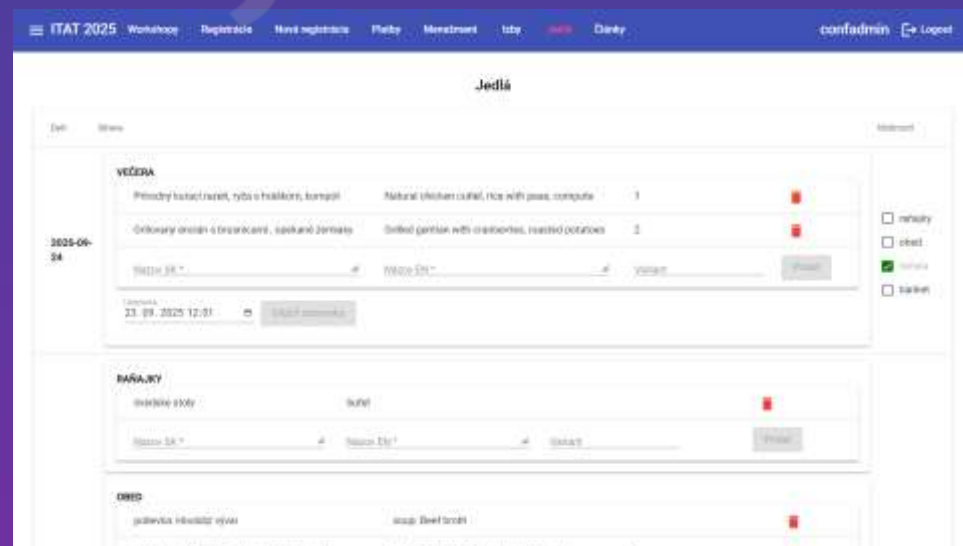 ITAT 2025 Workshopy Registrácie Nová registrácia Platby Menežment Izby Jedlá Články confadmin Logout
Jedlá
Deň Strava Možnosti
VEČERA
Prírodný kurací rezeň, ryža s hráškom, kompót Natural chicken cutlet, rice with peas, compote 1
Grilovaný encián s brusnicami, opekané zemiaky Grilled gentian with cranberries, roasted potatoes 2
2025-09-24
Názov SK * Názov EN * Variant Pridať
raňajky
obed
večera
banket
23. 09. 2025 12:01
RAŇAJKY
švédske stoly bufet
Názov SK * Názov EN * Variant Pridať
OBED
polievka: Hovädzí vývar soup: Beef broth